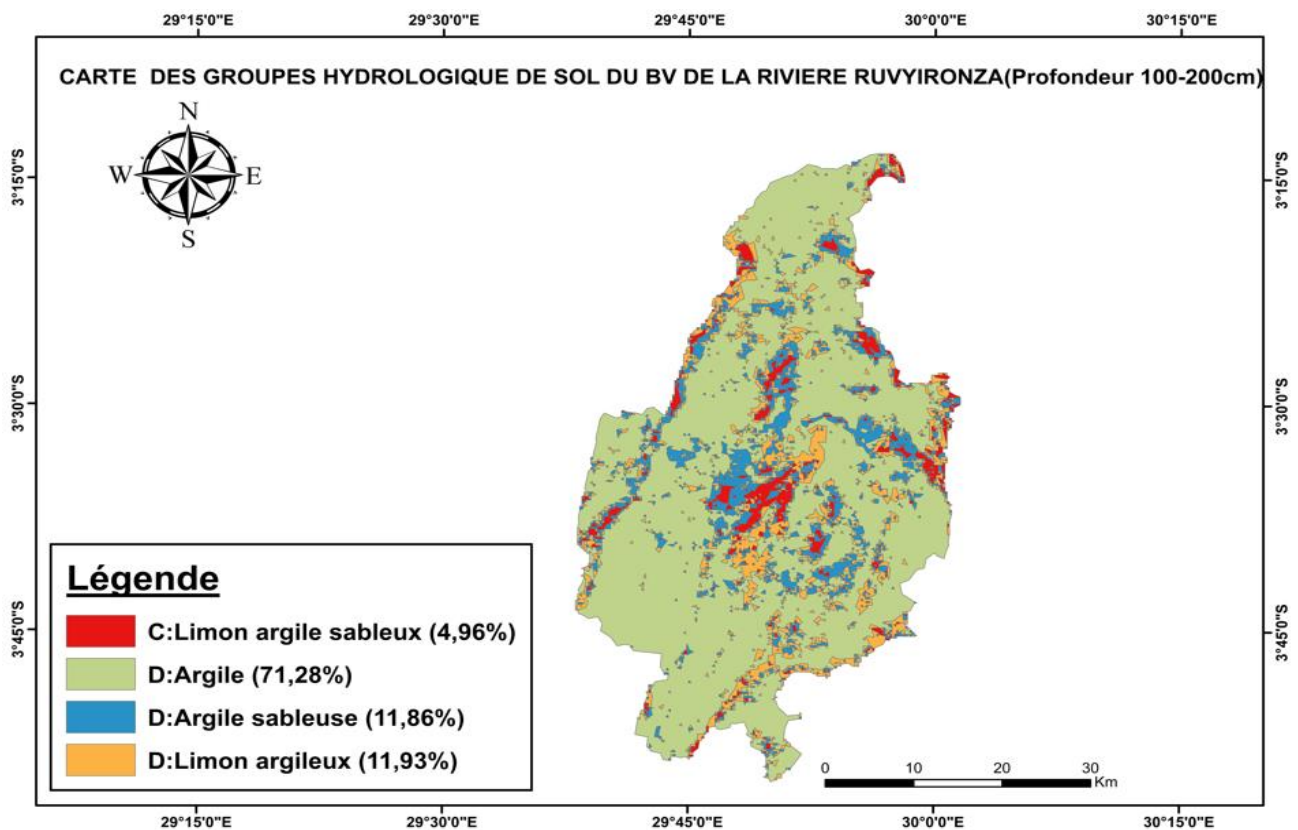 29°15'0"E 29°30'0"E 29°45'0"E 30°0'0"E 30°15'0"E
CARTE DES GROUPES HYDROLOGIQUE DE SOL DU BV DE LA RIVIERE RUVYIRONZA(Profondeur 100-200cm)
N
W E
S
3°15'0"S 3°15'0"S
3°30'0"S 3°30'0"S
3°45'0"S 3°45'0"S
Légende
C:Limon argile sableux (4,96%)
D:Argile (71,28%)
D:Argile sableuse (11,86%)
D:Limon argileux (11,93%)
0 10 20 30
Km
29°15'0"E 29°30'0"E 29°45'0"E 30°0'0"E 30°15'0"E